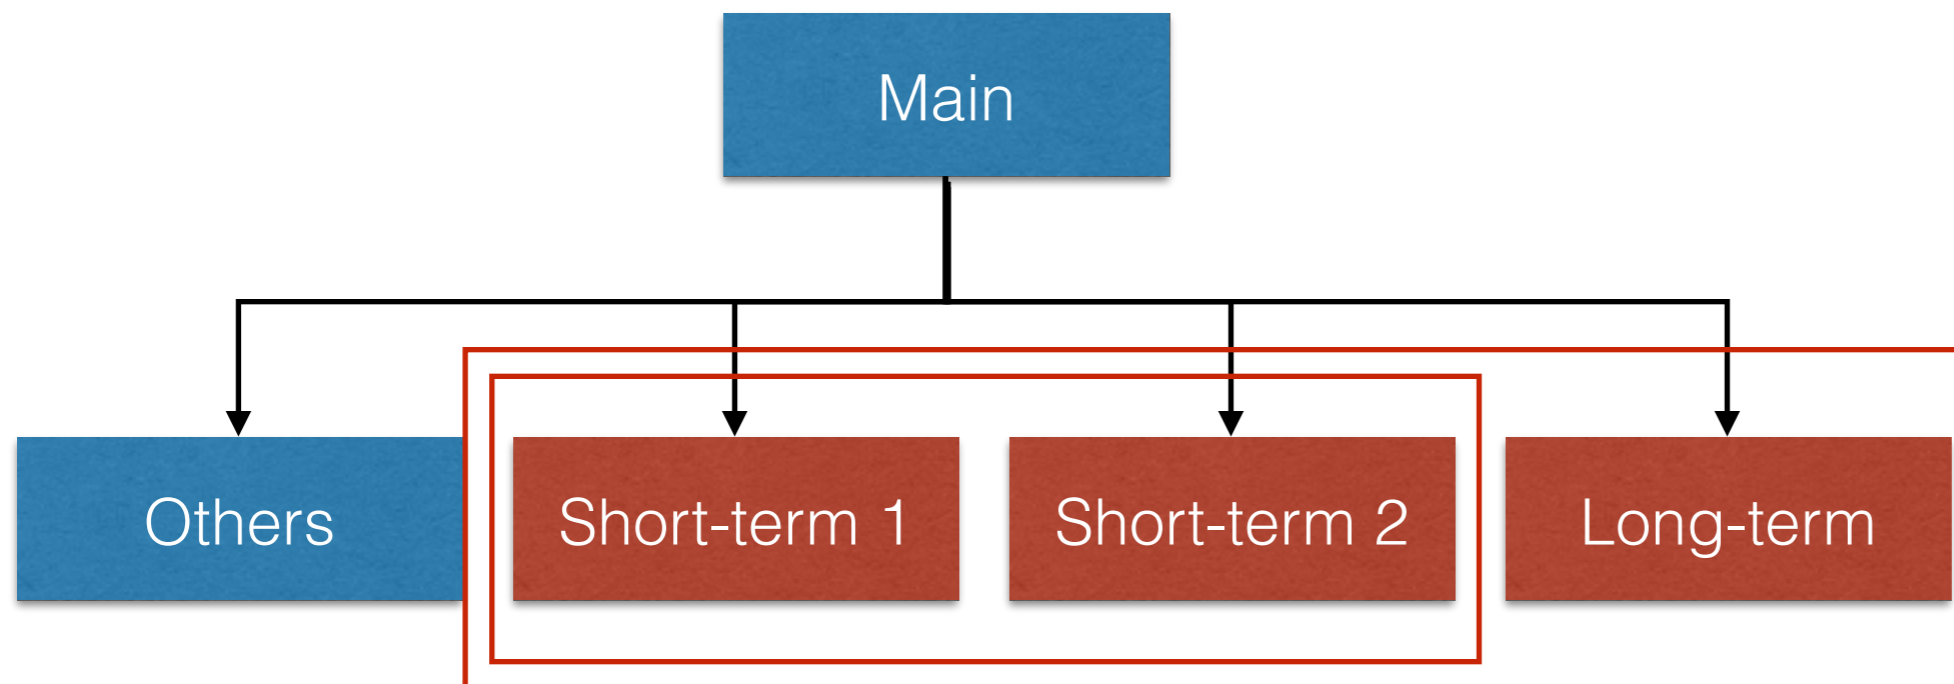 Main
Others
Short-term 1
Short-term 2
Long-term